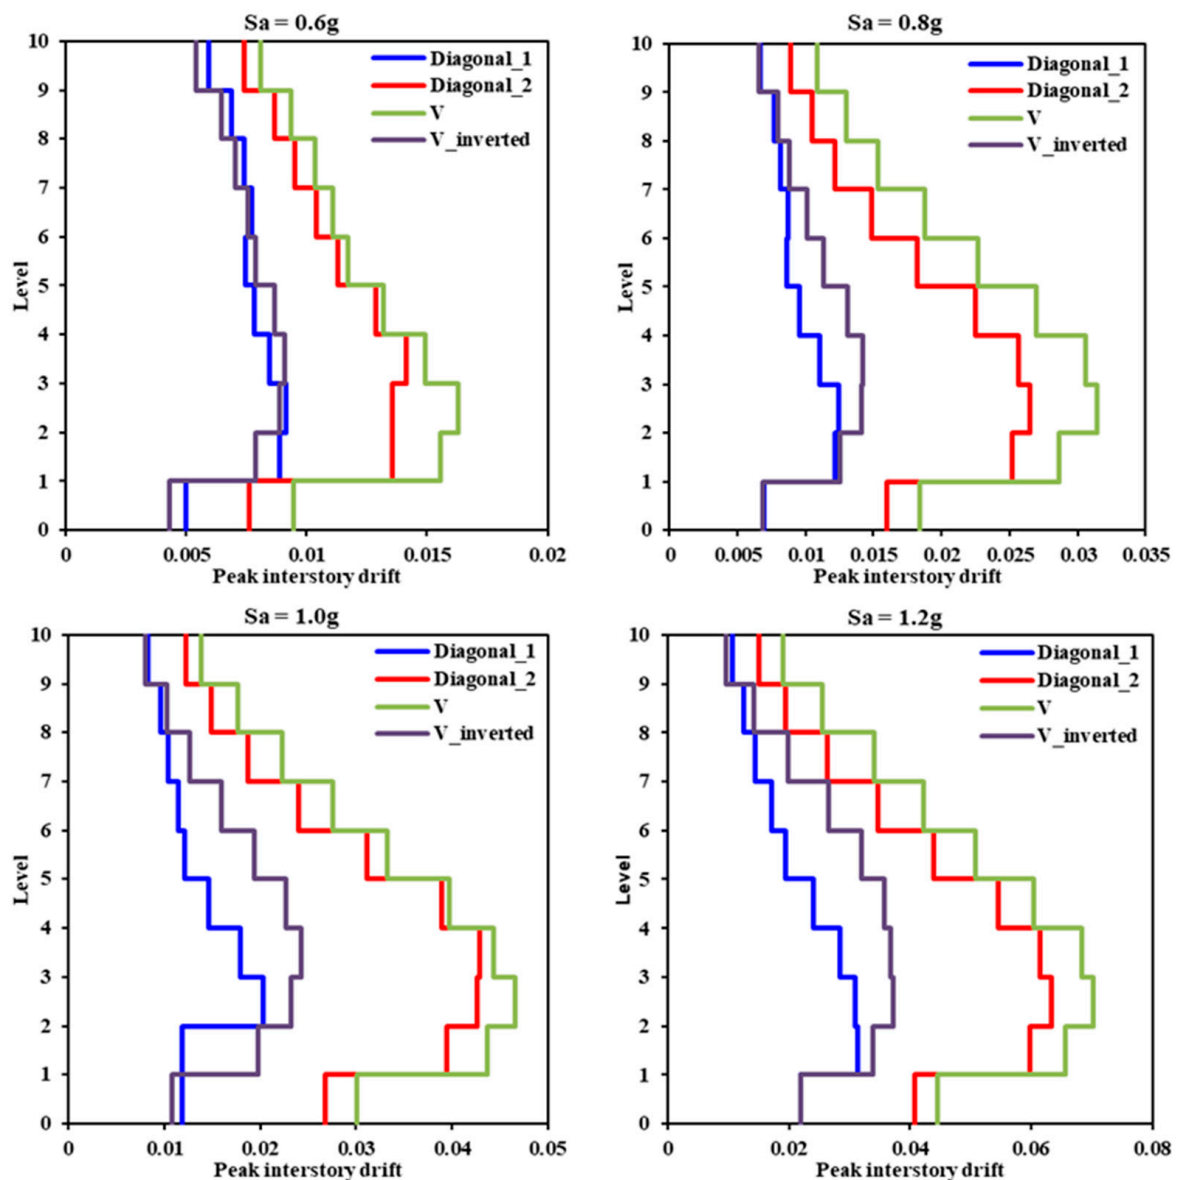 Sa = 0.6g
10
9
8
7
6
5
4
3
2
1
0
Level
Diagonal_1
Diagonal_2
V
V_inverted
0 0.005 0.01 0.015 0.02
Peak interstory drift
Sa = 0.8g
10
9
8
7
6
5
4
3
2
1
0
Level
Diagonal_1
Diagonal_2
V
V_inverted
0 0.005 0.01 0.015 0.02 0.025 0.03 0.035
Peak interstory drift
Sa = 1.0g
10
9
8
7
6
5
4
3
2
1
0
Level
Diagonal_1
Diagonal_2
V
V_inverted
0 0.01 0.02 0.03 0.04 0.05
Peak interstory drift
Sa = 1.2g
10
9
8
7
6
5
4
3
2
1
0
Level
Diagonal_1
Diagonal_2
V
V_inverted
0 0.02 0.04 0.06 0.08
Peak interstory drift